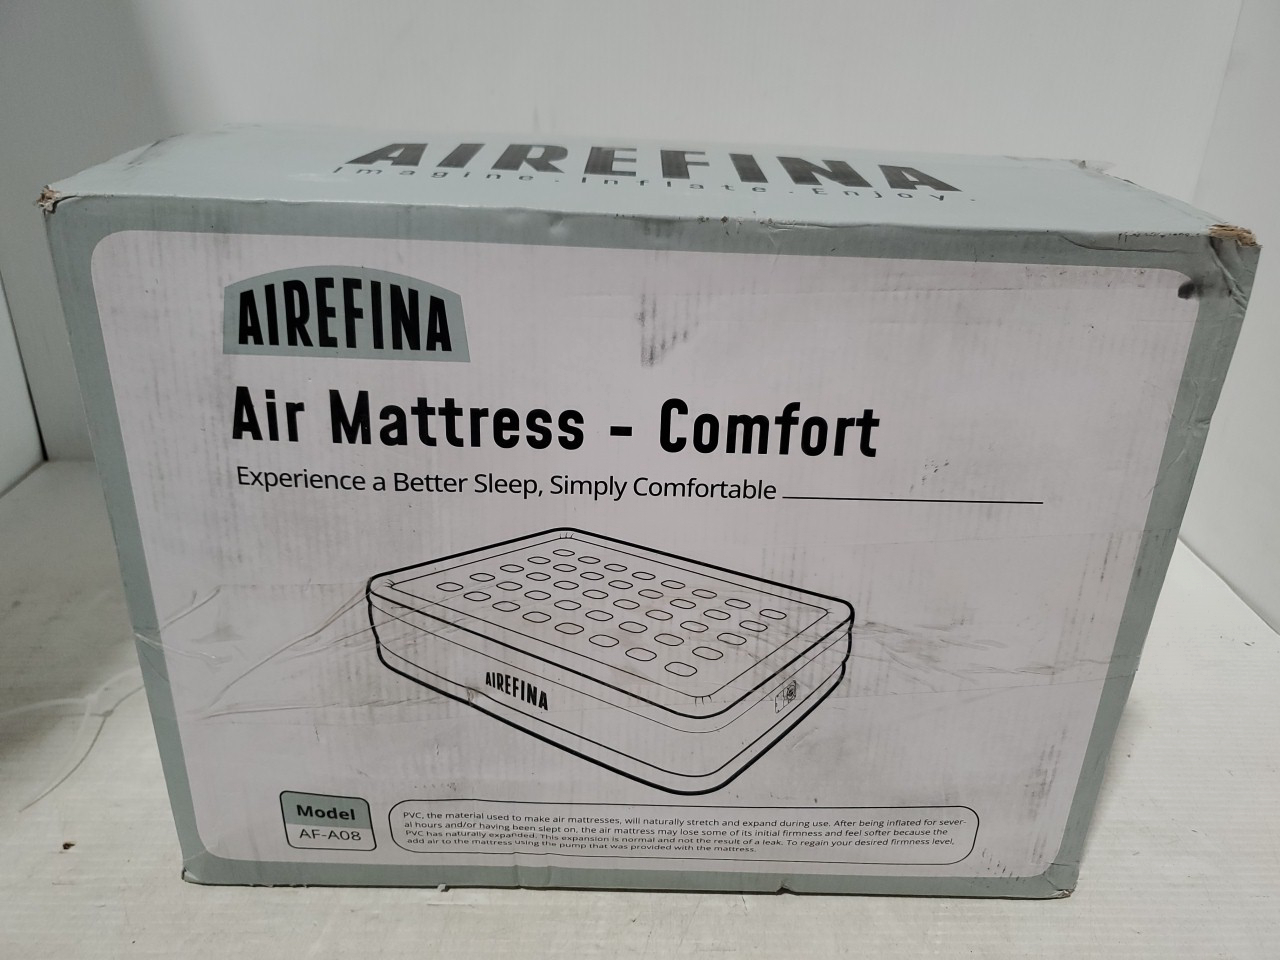 AIREFINA
Imagine·Inflate·Enjoy.
AIREFINA
Air Mattress - Comfort
Experience a Better Sleep, Simply Comfortable
AIREFINA
Model
AF-A08
PVC, the material used to make air mattresses, will naturally stretch and expand during use. After being inflated for sever-
al hours and/or having been slept on, the air mattress may lose some of its initial firmness and feel softer because the
PVC has naturally expanded. This expansion is normal and not the result of a leak. To regain your desired firmness level,
add air to the mattress using the pump that was provided with the mattress.